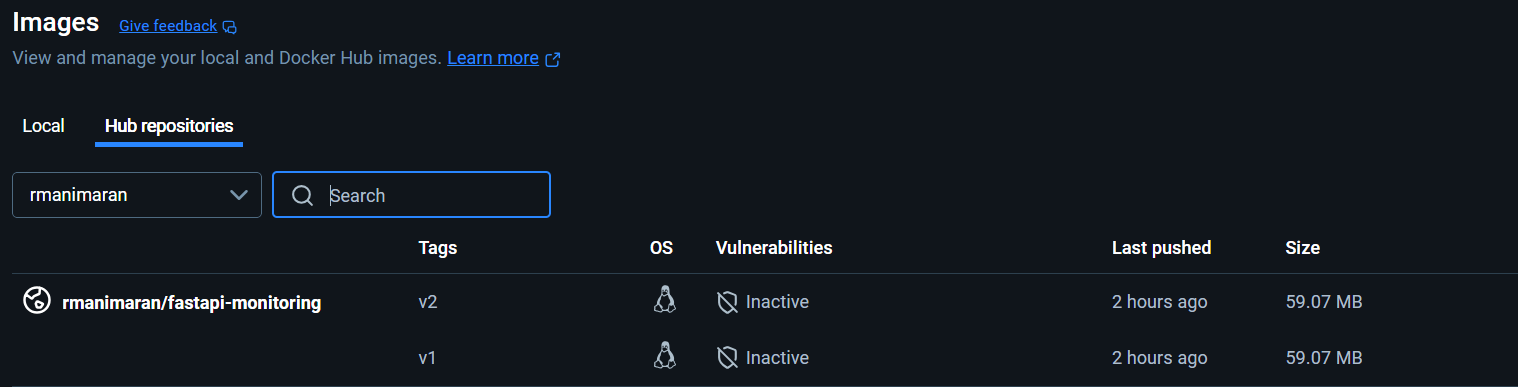 Images Give feedback
View and manage your local and Docker Hub images. Learn more
Local Hub repositories
rmanimaran Search
Tags OS Vulnerabilities Last pushed Size
rmanimaran/fastapi-monitoring v2 Inactive 2 hours ago 59.07 MB
v1 Inactive 2 hours ago 59.07 MB